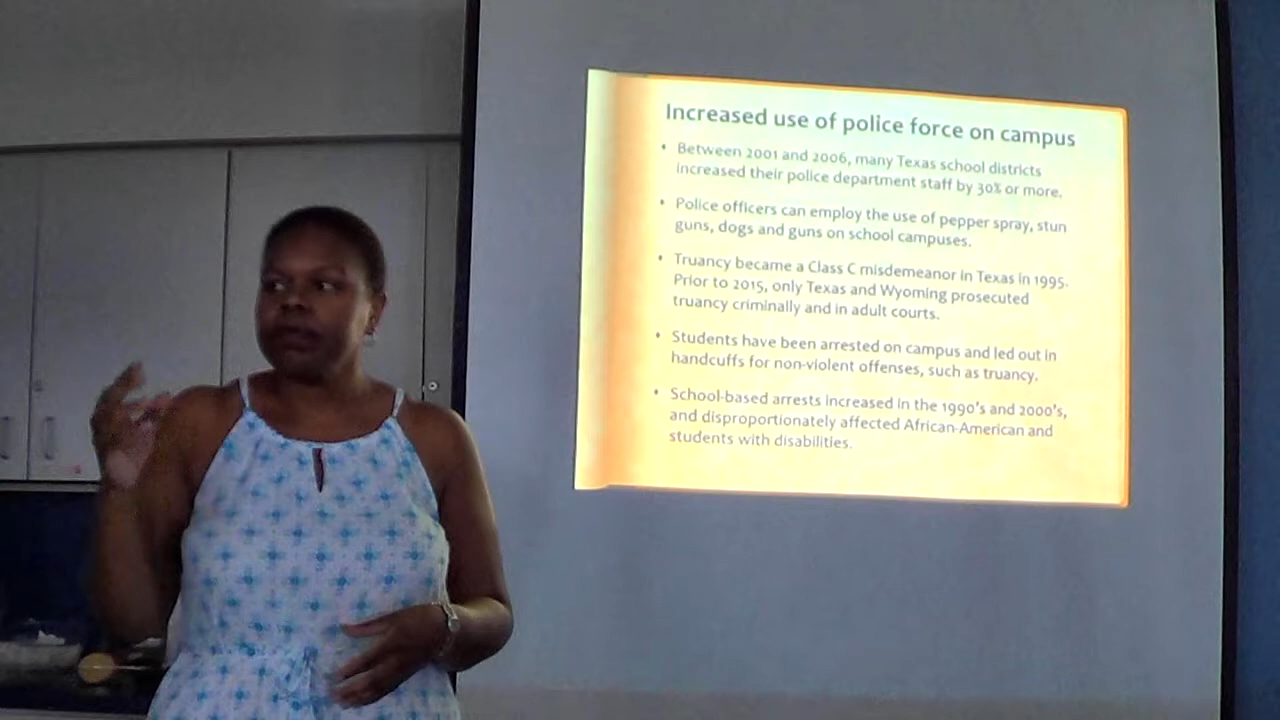 Increased use of police force on campus
• Between 2001 and 2006, many Texas school districts
increased their police department staff by 30% or more.
• Police officers can employ the use of pepper spray, stun
guns, dogs and guns on school campuses.
• Truancy became a Class C misdemeanor in Texas in 1995.
Prior to 2015, only Texas and Wyoming prosecuted
truancy criminally and in adult courts.
• Students have been arrested on campus and led out in
handcuffs for non-violent offenses, such as truancy.
• School-based arrests increased in the 1990's and 2000's,
and disproportionately affected African-American and
students with disabilities.